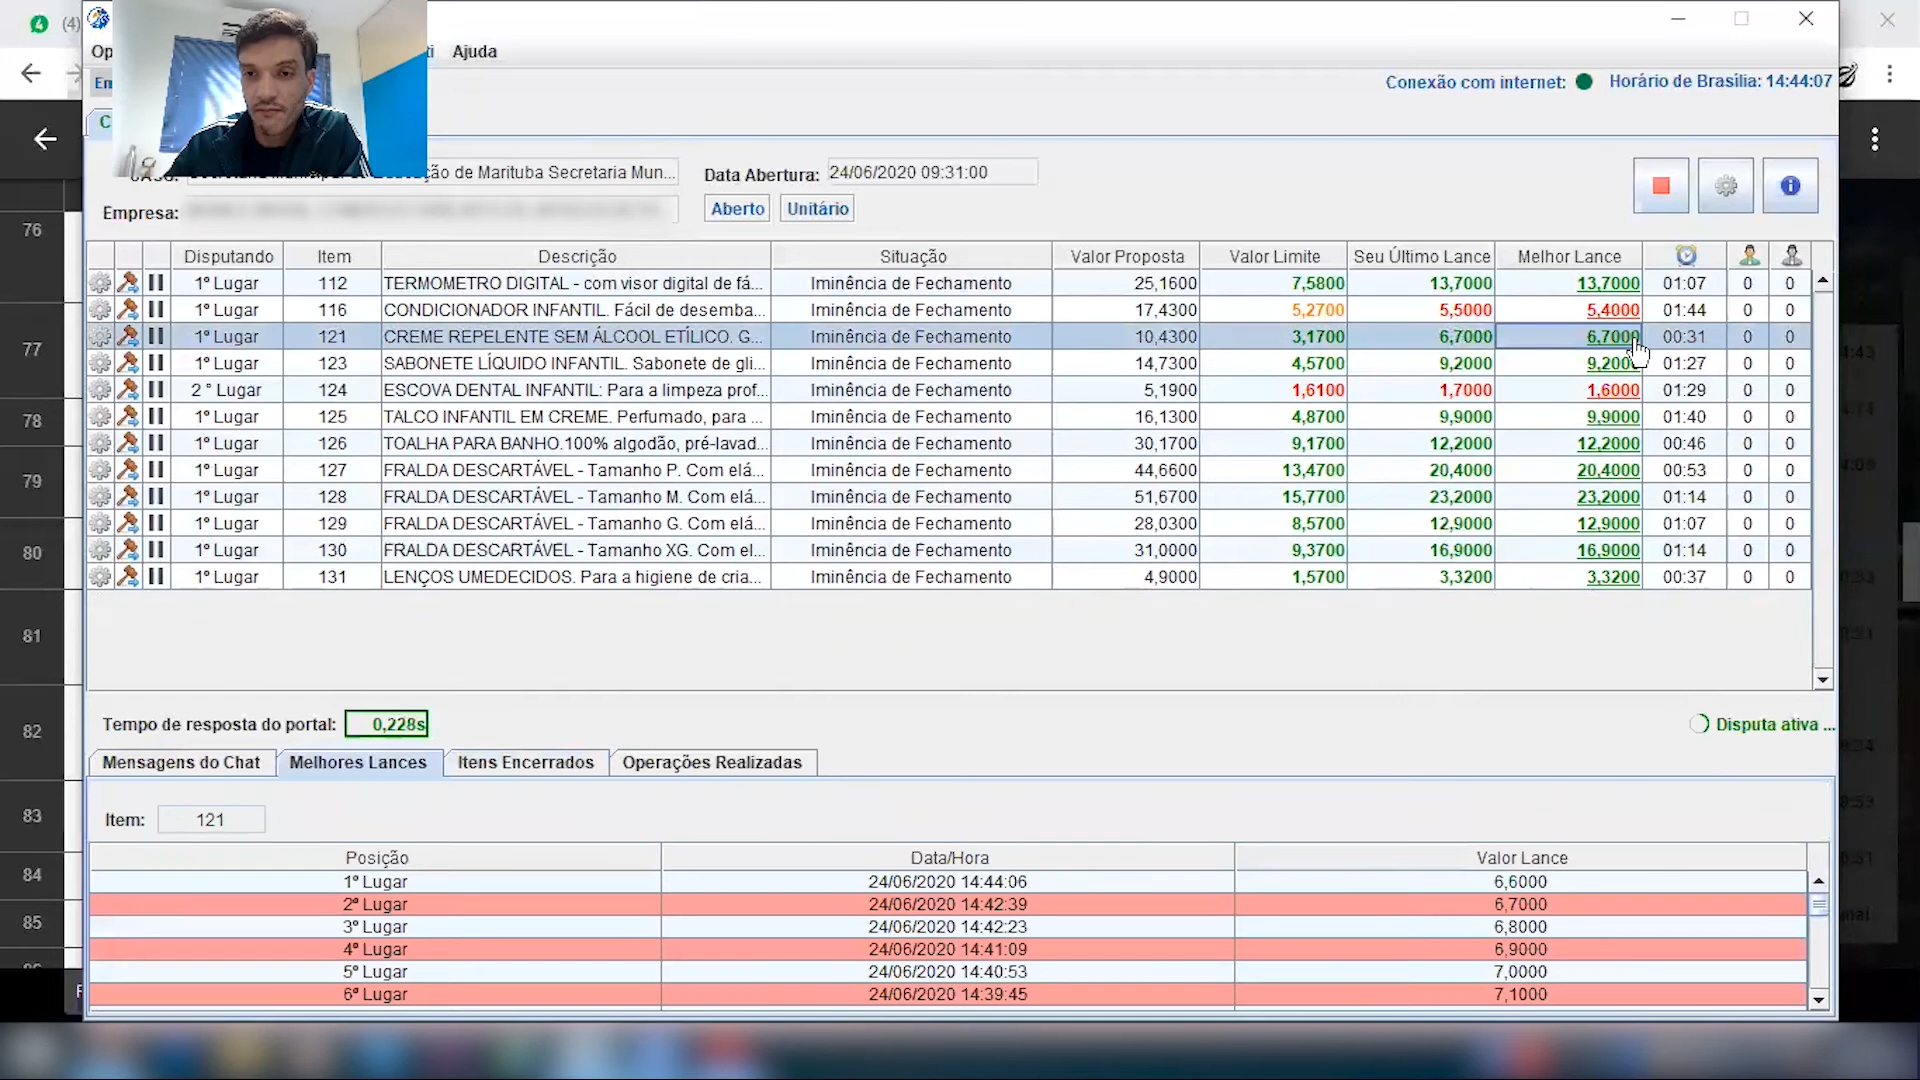 (4)
Op Ajuda
Em
Conexão com internet: Horário de Brasília: 14:44:07
C
ção de Marituba Secretaria Mun...
Data Abertura: 24/06/2020 09:31:00
Empresa:
Aberto Unitário
Disputando Item Descrição Situação Valor Proposta Valor Limite Seu Último Lance Melhor Lance
1º Lugar 112 TERMOMETRO DIGITAL - com visor digital de fá... Iminência de Fechamento 25,1600 7,5800 13,7000 13,7000 01:07 0 0
1º Lugar 116 CONDICIONADOR INFANTIL. Fácil de desemba... Iminência de Fechamento 17,4300 5,2700 5,5000 5,4000 01:44 0 0
1º Lugar 121 CREME REPELENTE SEM ÁLCOOL ETÍLICO. G... Iminência de Fechamento 10,4300 3,1700 6,7000 6,7000 00:31 0 0
1º Lugar 123 SABONETE LÍQUIDO INFANTIL. Sabonete de gli... Iminência de Fechamento 14,7300 4,5700 9,2000 9,2000 01:27 0 0
2 º Lugar 124 ESCOVA DENTAL INFANTIL: Para a limpeza prof... Iminência de Fechamento 5,1900 1,6100 1,7000 1,6000 01:29 0 0
1º Lugar 125 TALCO INFANTIL EM CREME. Perfumado, para ... Iminência de Fechamento 16,1300 4,8700 9,9000 9,9000 01:40 0 0
1º Lugar 126 TOALHA PARA BANHO.100% algodão, pré-lavad... Iminência de Fechamento 30,1700 9,1700 12,2000 12,2000 00:46 0 0
1º Lugar 127 FRALDA DESCARTÁVEL - Tamanho P. Com elá... Iminência de Fechamento 44,6600 13,4700 20,4000 20,4000 00:53 0 0
1º Lugar 128 FRALDA DESCARTÁVEL - Tamanho M. Com elá... Iminência de Fechamento 51,6700 15,7700 23,2000 23,2000 01:14 0 0
1º Lugar 129 FRALDA DESCARTÁVEL - Tamanho G. Com elá... Iminência de Fechamento 28,0300 8,5700 12,9000 12,9000 01:07 0 0
1º Lugar 130 FRALDA DESCARTÁVEL - Tamanho XG. Com el... Iminência de Fechamento 31,0000 9,3700 16,9000 16,9000 01:14 0 0
1º Lugar 131 LENÇOS UMEDECIDOS. Para a higiene de cria... Iminência de Fechamento 4,9000 1,5700 3,3200 3,3200 00:37 0 0
Tempo de resposta do portal: 0,228s
Disputa ativa ...
Mensagens do Chat Melhores Lances Itens Encerrados Operações Realizadas
Item: 121
Posição Data/Hora Valor Lance
1º Lugar 24/06/2020 14:44:06 6,6000
2º Lugar 24/06/2020 14:42:39 6,7000
3º Lugar 24/06/2020 14:42:23 6,8000
4º Lugar 24/06/2020 14:41:09 6,9000
5º Lugar 24/06/2020 14:40:53 7,0000
6º Lugar 24/06/2020 14:39:45 7,1000
76
77
78
79
80
81
82
83
84
85